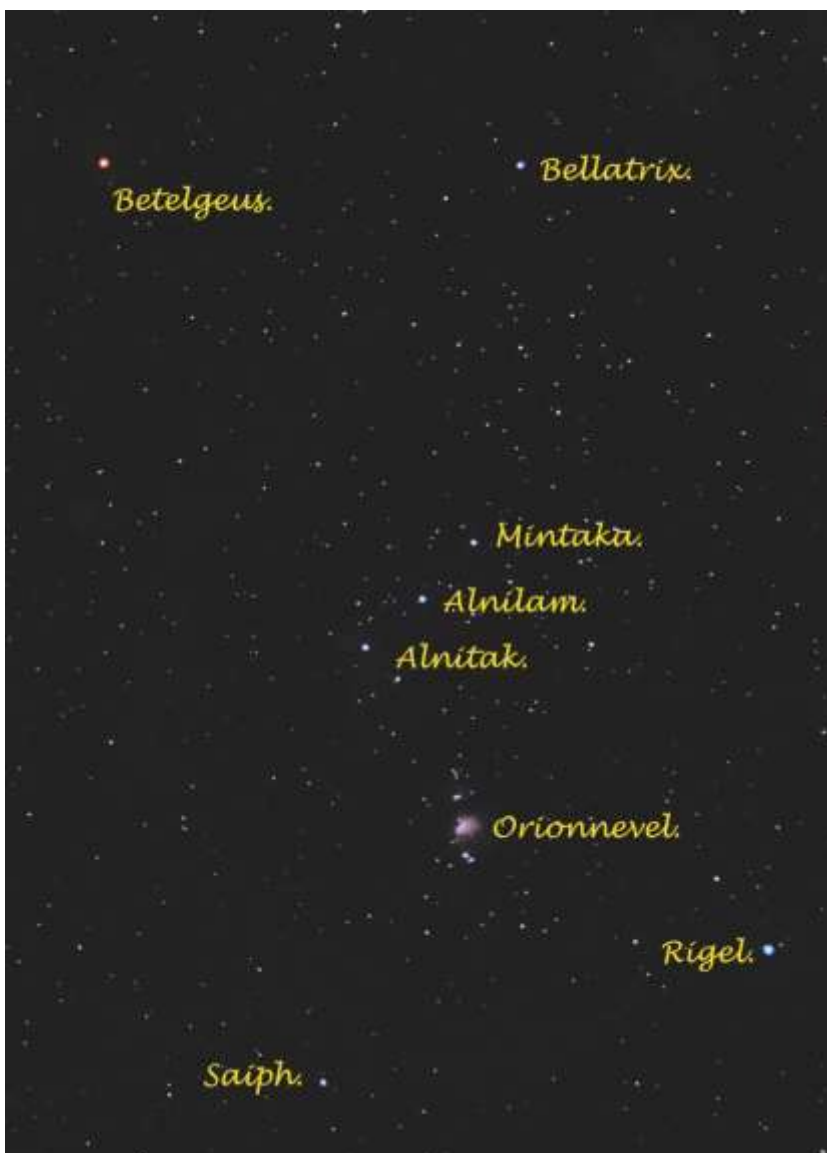 Betelgeus.
Bellatrix.
Mintaka.
Alnilam.
Alnitak.
Orionnevel.
Rigel.
Saiph.